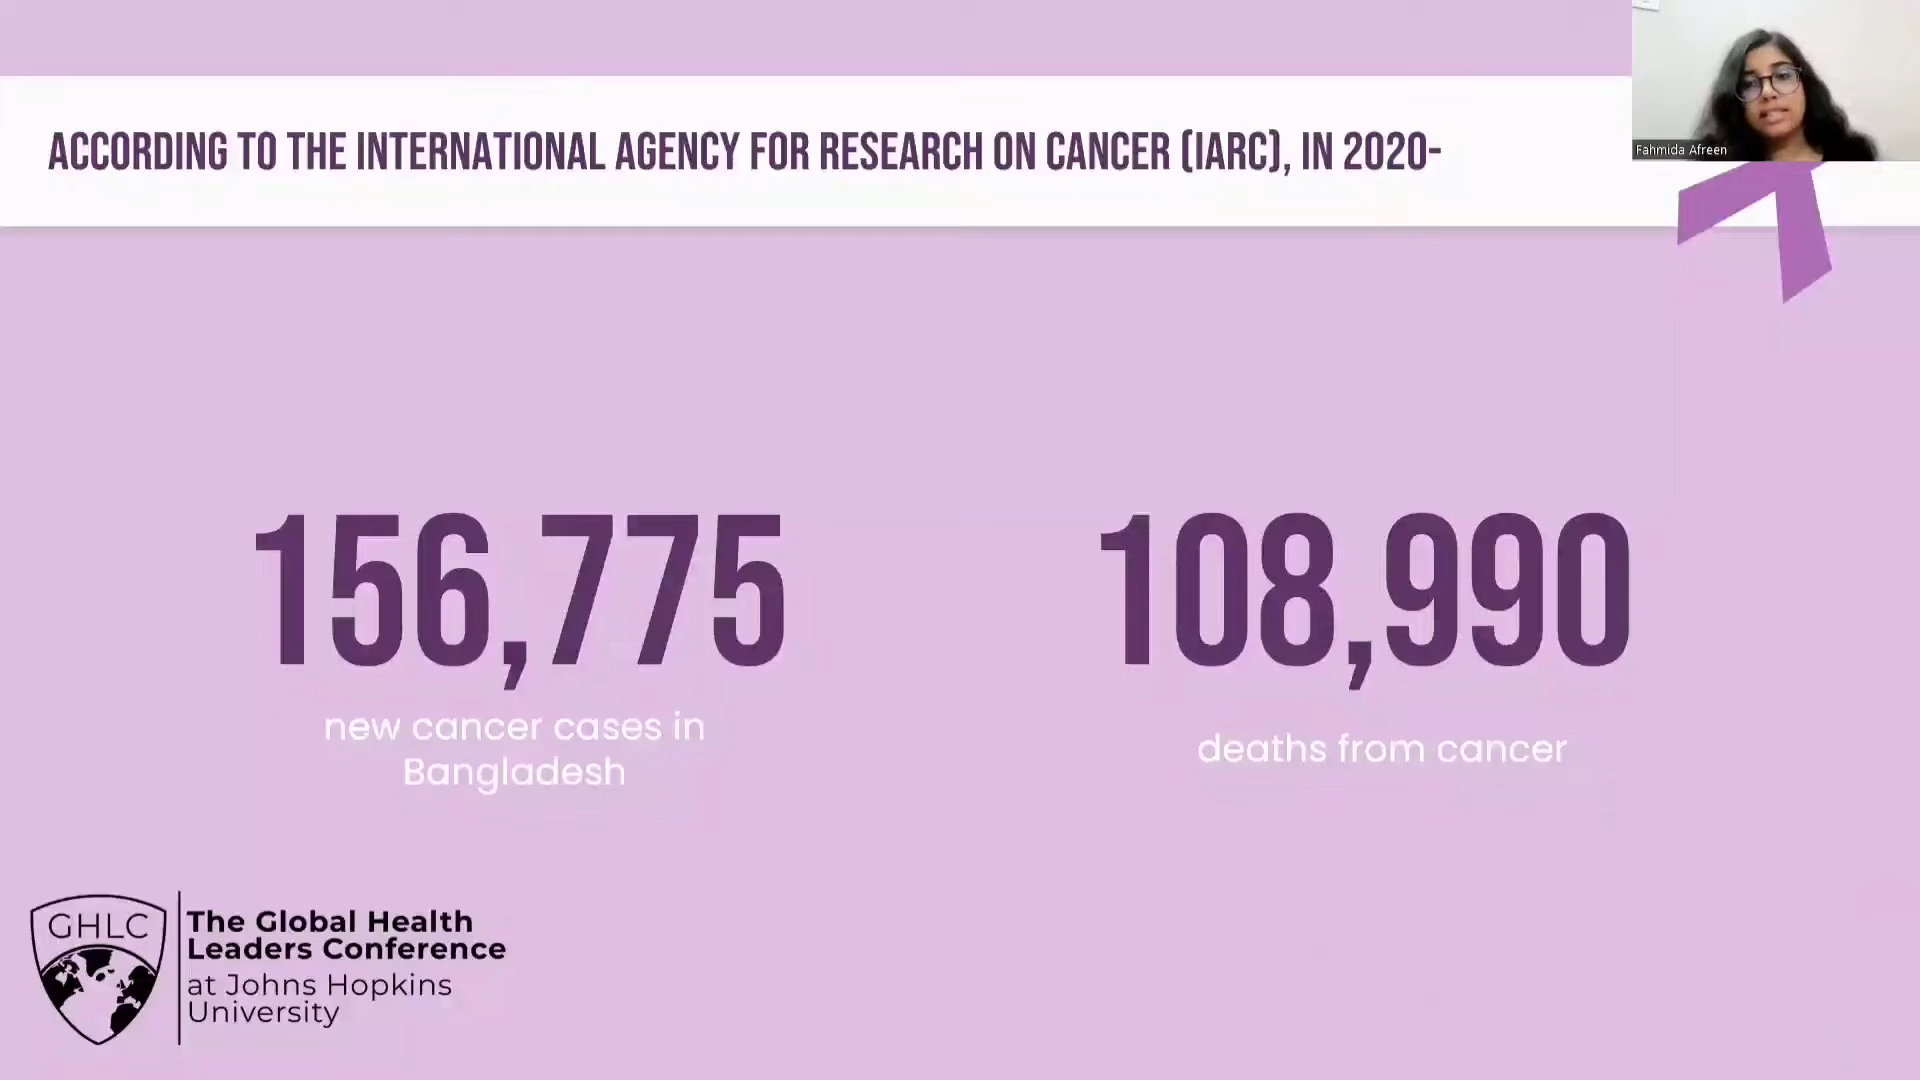 ACCORDING TO THE INTERNATIONAL AGENCY FOR RESEARCH ON CANCER (IARC), IN 2020-
Fahmida Afreen
156,775
new cancer cases in
Bangladesh
108,990
deaths from cancer
GHLC
The Global Health
Leaders Conference
at Johns Hopkins
University